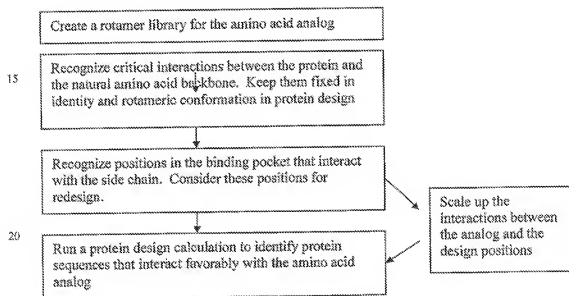 Create a rotamer library for the amino acid analog
15
Recognize critical interactions between the protein and
the natural amino acid backbone. Keep them fixed in
identity and rotameric conformation in protein design
Recognize positions in the binding pocket that interact
with the side chain. Consider these positions for
redesign.
Scale up the
interactions between
the analog and the
design positions
20
Run a protein design calculation to identify protein
sequences that interact favorably with the amino acid
analog